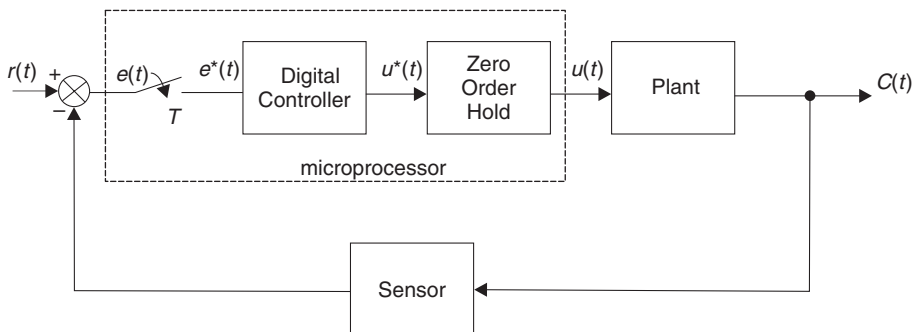 r(t)
+
−
e(t)
T
e*(t)
Digital
Controller
u*(t)
Zero
Order
Hold
u(t)
Plant
C(t)
microprocessor
Sensor